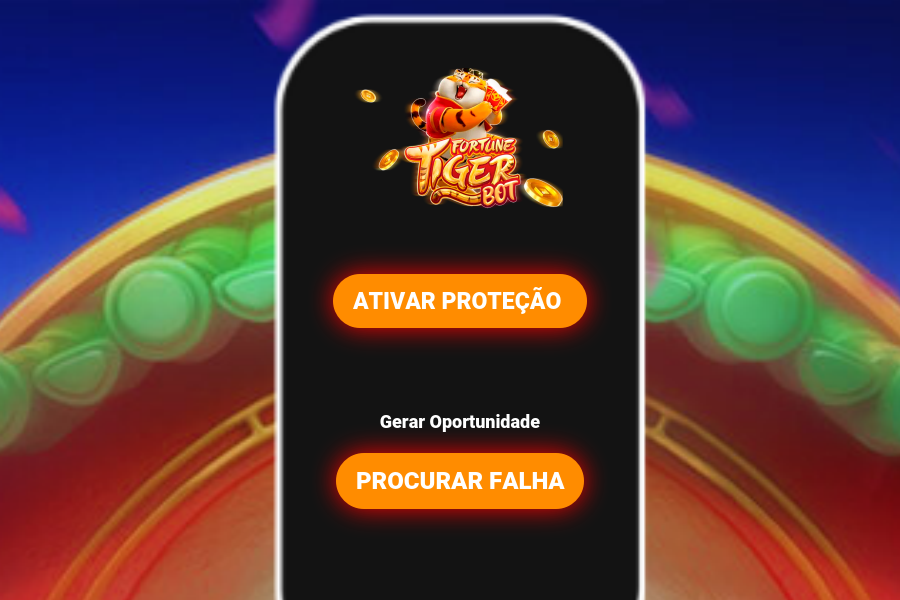 FORTUNE
TIGER
BOT
ATIVAR PROTEÇÃO
Gerar Oportunidade
PROCURAR FALHA